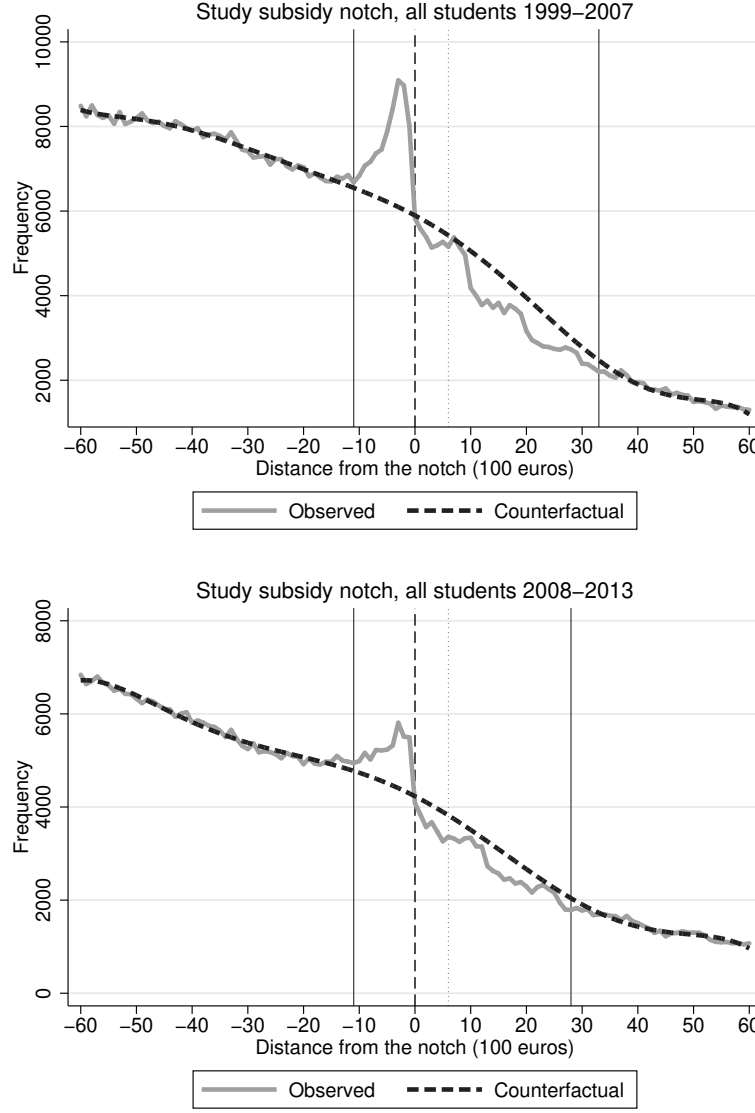 Study subsidy notch, all students 1999−2007
10000
8000
6000
4000
2000
Frequency
−60 −50 −40 −30 −20 −10 0 10 20 30 40 50 60
Distance from the notch (100 euros)
Observed Counterfactual
Study subsidy notch, all students 2008−2013
8000
6000
4000
2000
0
Frequency
−60 −50 −40 −30 −20 −10 0 10 20 30 40 50 60
Distance from the notch (100 euros)
Observed Counterfactual